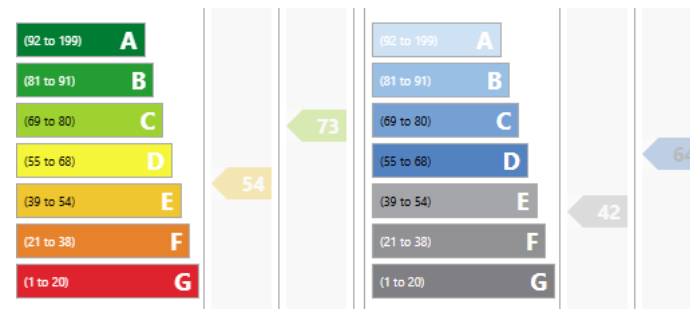 (92 to 199) A
(81 to 91) B
(69 to 80) C
(55 to 68) D
(39 to 54) E
(21 to 38) F
(1 to 20) G
54
73
(92 to 199) A
(81 to 91) B
(69 to 80) C
(55 to 68) D
(39 to 54) E
(21 to 38) F
(1 to 20) G
42
64